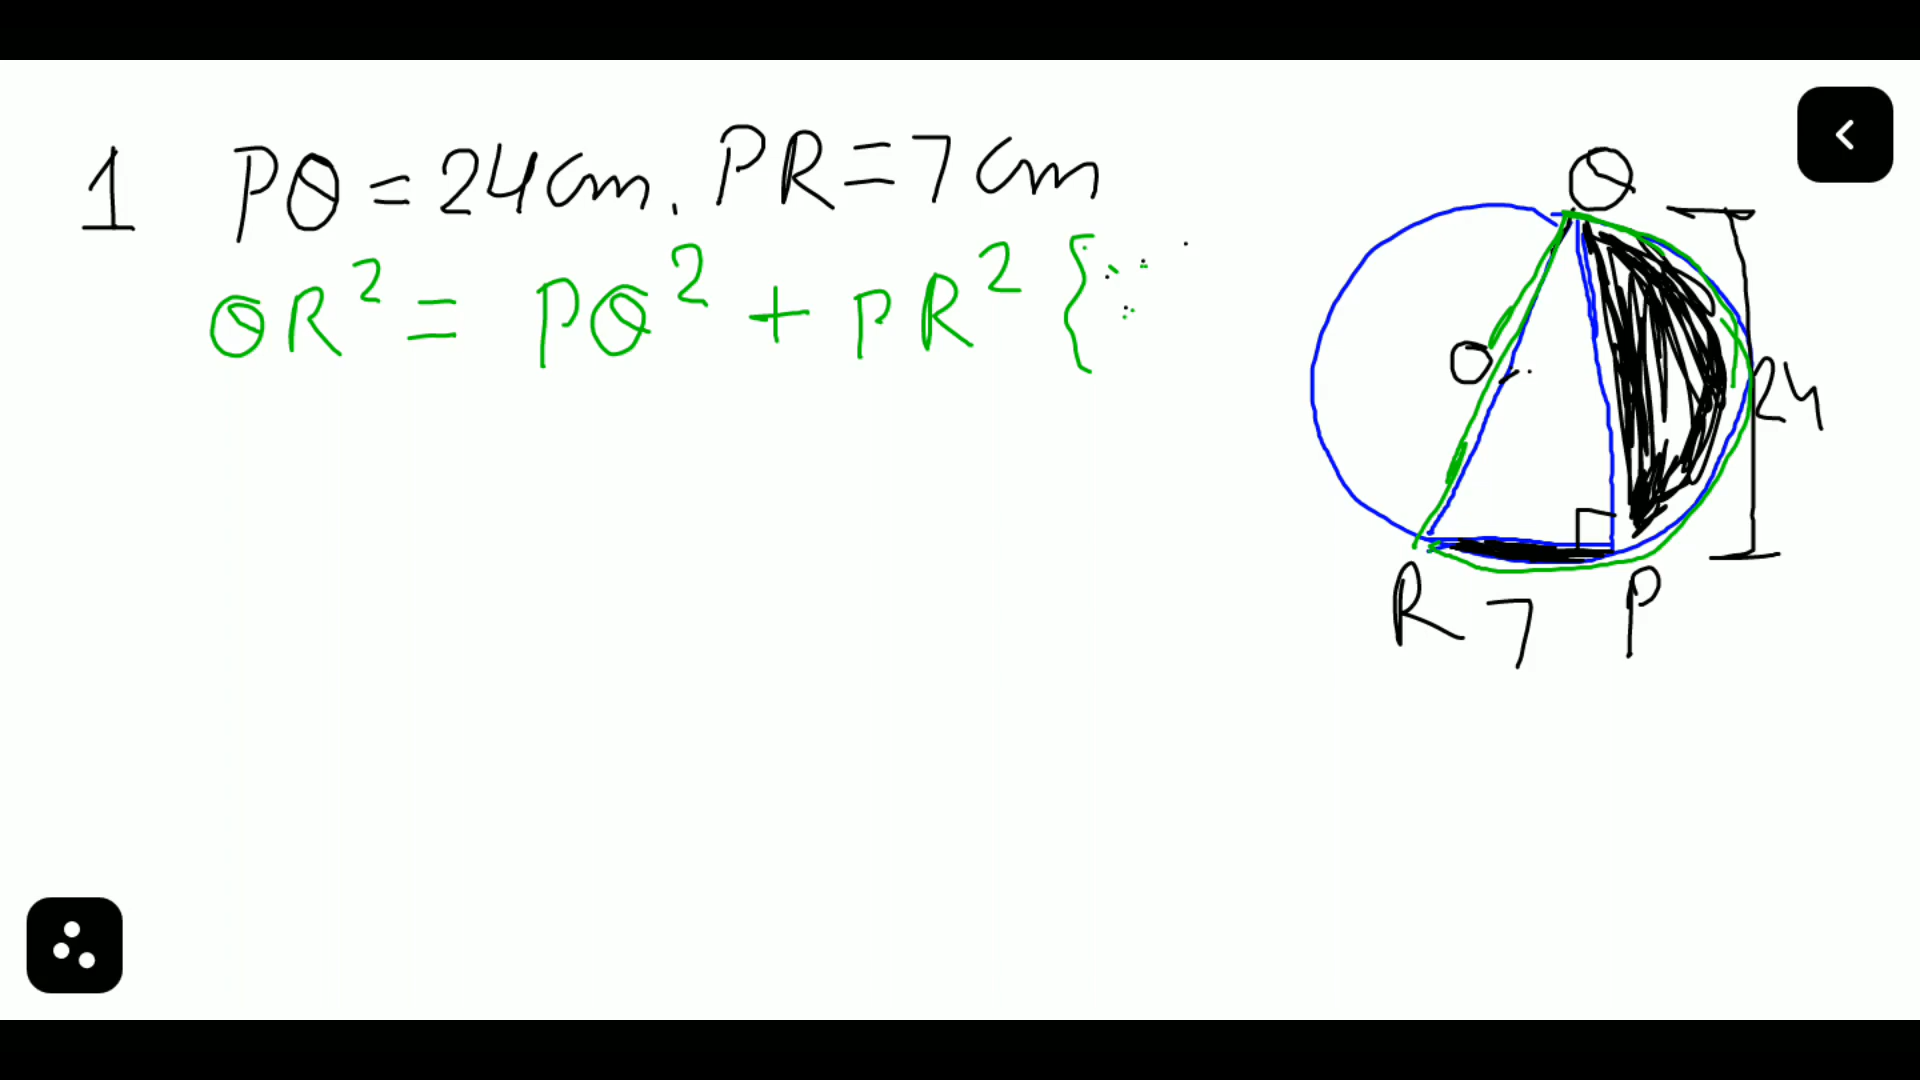 1 PQ = 24cm. PR = 7cm
QR² = PQ² + PR² {∵
Q
O
24
R 7 P